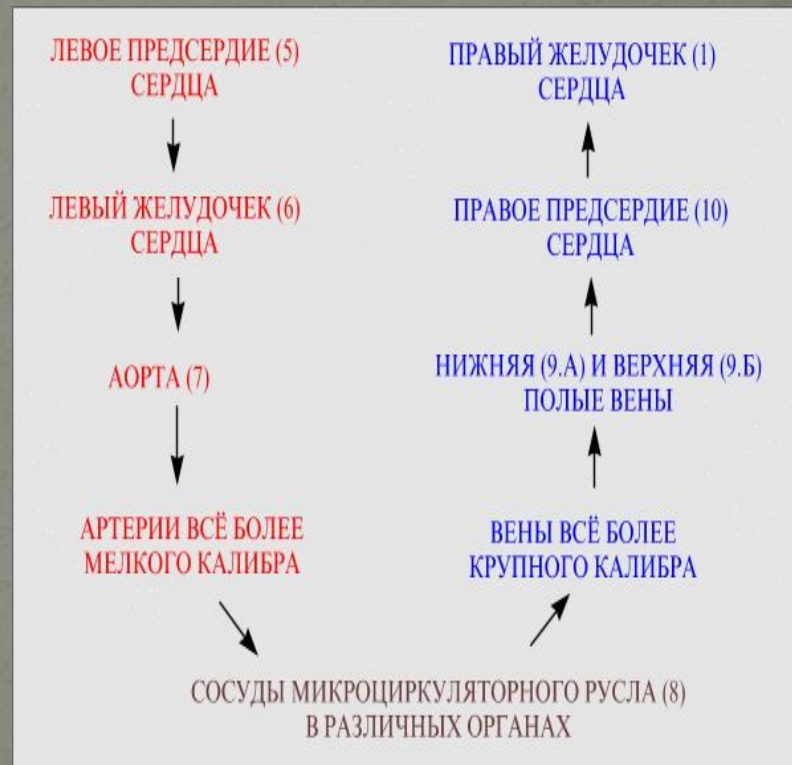 ЛЕВОЕ ПРЕДСЕРДИЕ (5)
СЕРДЦА
ЛЕВЫЙ ЖЕЛУДОЧЕК (6)
СЕРДЦА
АОРТА (7)
АРТЕРИИ ВСЁ БОЛЕЕ
МЕЛКОГО КАЛИБРА
СОСУДЫ МИКРОЦИРКУЛЯТОРНОГО РУСЛА (8)
В РАЗЛИЧНЫХ ОРГАНАХ
ВЕНЫ ВСЁ БОЛЕЕ
КРУПНОГО КАЛИБРА
НИЖНЯЯ (9.А) И ВЕРХНЯЯ (9.Б)
ПОЛЫЕ ВЕНЫ
ПРАВОЕ ПРЕДСЕРДИЕ (10)
СЕРДЦА
ПРАВЫЙ ЖЕЛУДОЧЕК (1)
СЕРДЦА